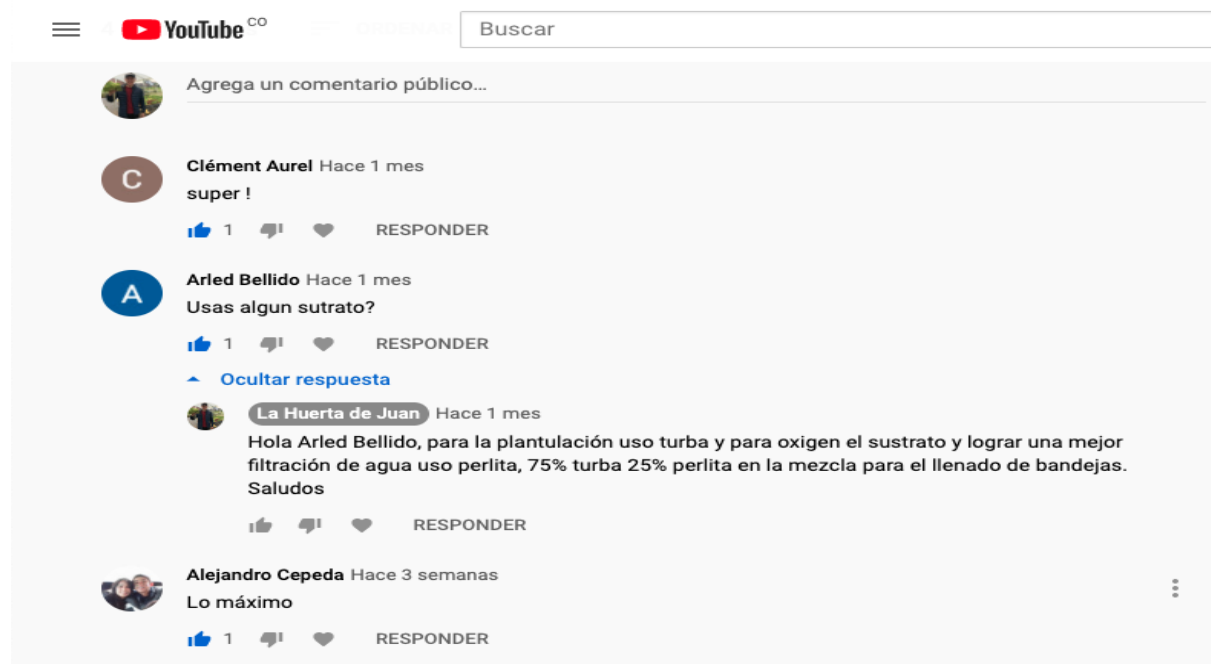 YouTube CO
Buscar
Agrega un comentario público...
C
Clément Aurel Hace 1 mes
super !
1 RESPONDER
A
Arled Bellido Hace 1 mes
Usas algun sutrato?
1 RESPONDER
Ocultar respuesta
La Huerta de Juan Hace 1 mes
Hola Arled Bellido, para la plantulación uso turba y para oxigen el sustrato y lograr una mejor
filtración de agua uso perlita, 75% turba 25% perlita en la mezcla para el llenado de bandejas.
Saludos
RESPONDER
Alejandro Cepeda Hace 3 semanas
Lo máximo
1 RESPONDER